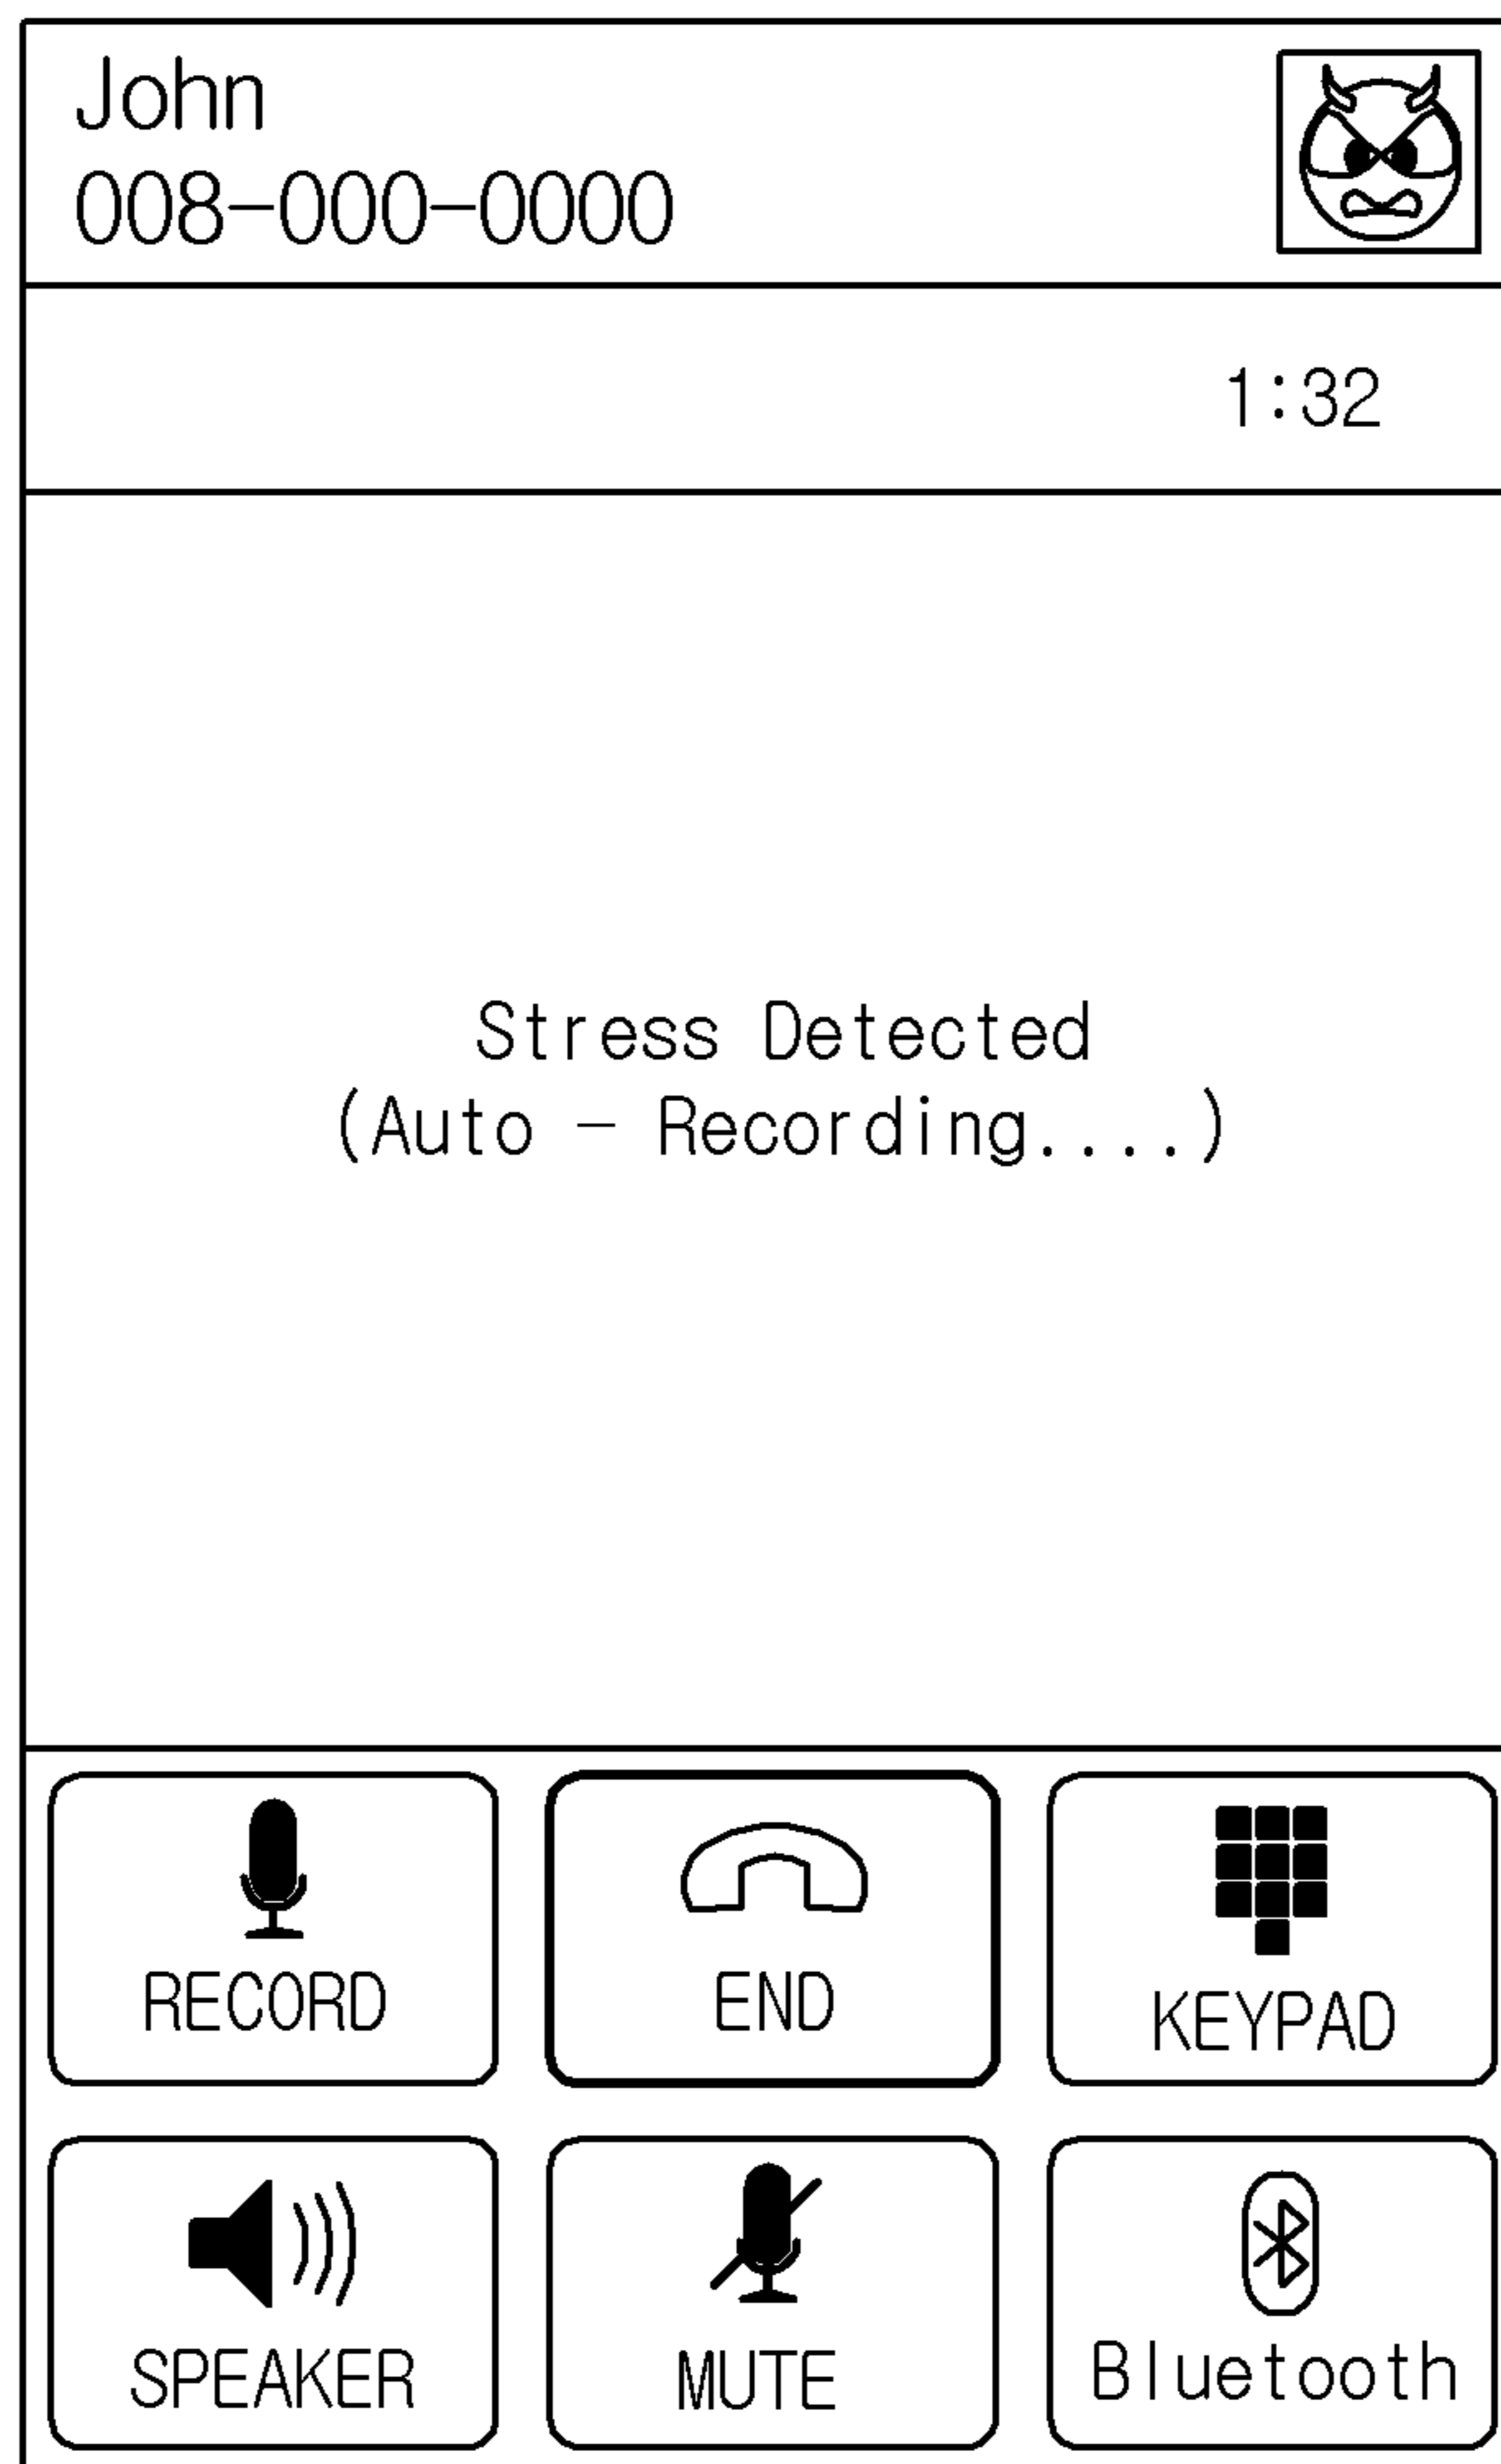 John
008-000-0000
1:32
Stress Detected
(Auto - Recording....)
RECORD
END
KEYPAD
SPEAKER
MUTE
Bluetooth